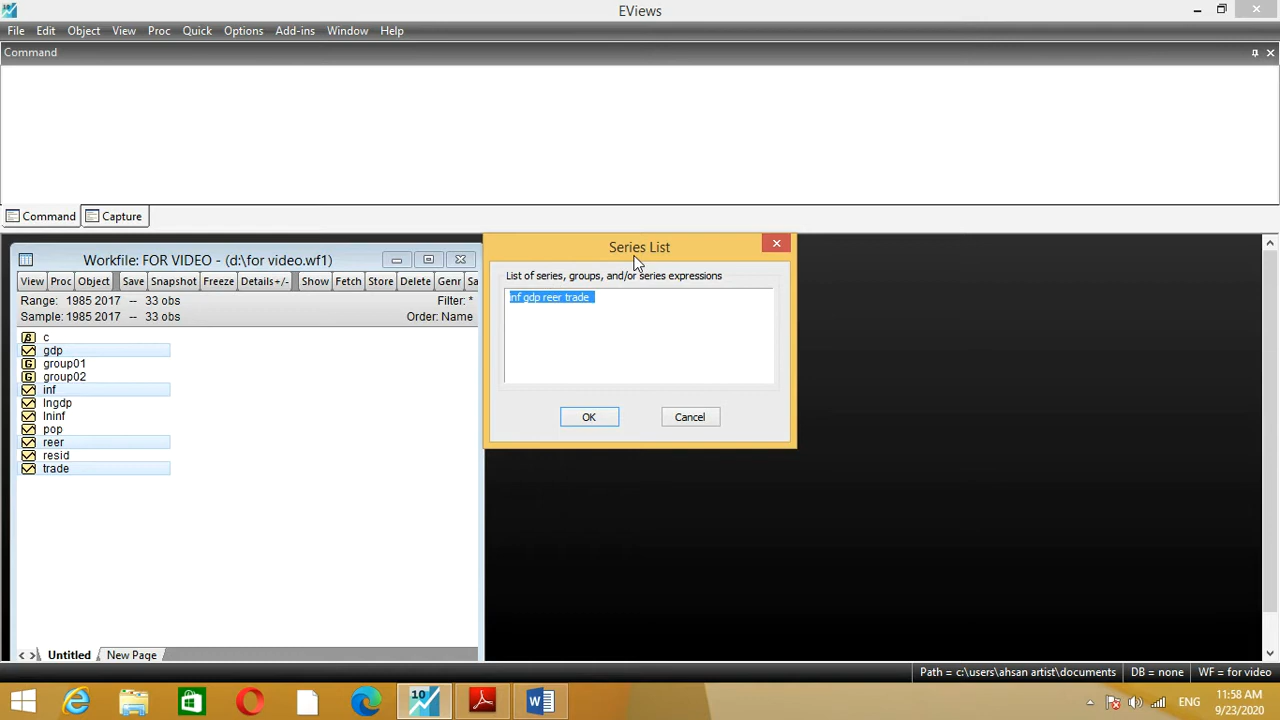 EViews
File Edit Object View Proc Quick Options Add-ins Window Help
Command
Command Capture
Workfile: FOR VIDEO - (d:\for video.wf1)
View Proc Object Save Snapshot Freeze Details+/- Show Fetch Store Delete Genr Sa
Range: 1985 2017 -- 33 obs Filter: *
Sample: 1985 2017 -- 33 obs Order: Name
c
gdp
group01
group02
inf
lngdp
lninf
pop
reer
resid
trade
Untitled New Page
Series List
List of series, groups, and/or series expressions
inf gdp reer trade
OK Cancel
Path = c:\users\ahsan artist\documents DB = none WF = for video
10
ENG
11:58 AM
9/23/2020